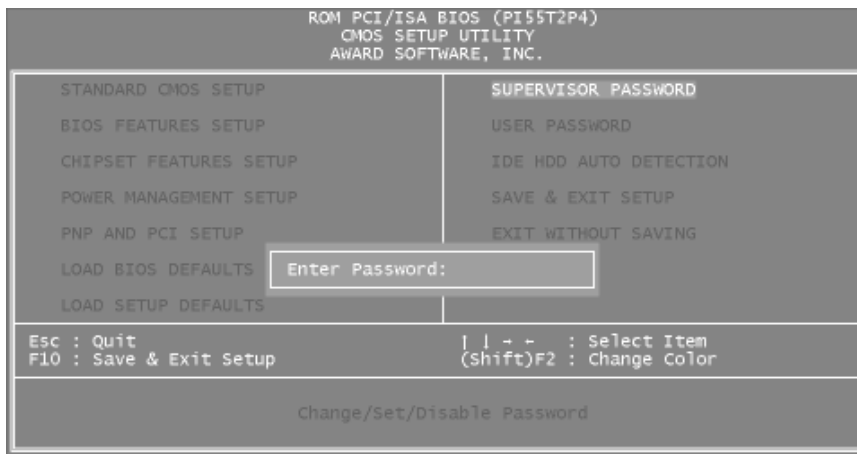 ROM PCI/ISA BIOS (PI55T2P4)
CMOS SETUP UTILITY
AWARD SOFTWARE, INC.
STANDARD CMOS SETUP
BIOS FEATURES SETUP
CHIPSET FEATURES SETUP
POWER MANAGEMENT SETUP
PNP AND PCI SETUP
LOAD BIOS DEFAULTS
LOAD SETUP DEFAULTS
SUPERVISOR PASSWORD
USER PASSWORD
IDE HDD AUTO DETECTION
SAVE & EXIT SETUP
EXIT WITHOUT SAVING
Enter Password:
Esc : Quit
F10 : Save & Exit Setup
↑ ↓ → ← : Select Item
(Shift)F2 : Change Color
Change/Set/Disable Password